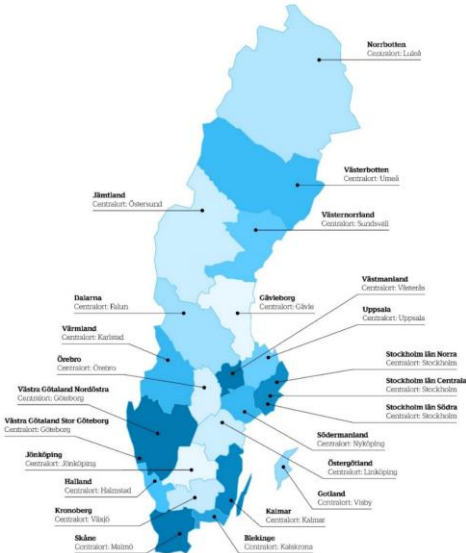 Norrbotten
Centralort: Luleå
Västerbotten
Centralort: Umeå
Jämtland
Centralort: Östersund
Västernorrland
Centralort: Sundsvall
Västmanland
Centralort: Västerås
Dalarna
Centralort: Falun
Gävleborg
Centralort: Gävle
Uppsala
Centralort: Uppsala
Värmland
Centralort: Karlstad
Örebro
Centralort: Örebro
Stockholm län Norra
Centralort: Stockholm
Stockholm län Centrala
Centralort: Stockholm
Stockholm län Södra
Centralort: Stockholm
Västra Götaland Nordöstra
Centralort: Göteborg
Västra Götaland Stor Göteborg
Centralort: Göteborg
Södermanland
Centralort: Nyköping
Östergötland
Centralort: Linköping
Jönköping
Centralort: Jönköping
Halland
Centralort: Halmstad
Gotland
Centralort: Visby
Kronoberg
Centralort: Växjö
Kalmar
Centralort: Kalmar
Skåne
Centralort: Malmö
Blekinge
Centralort: Kalskrona